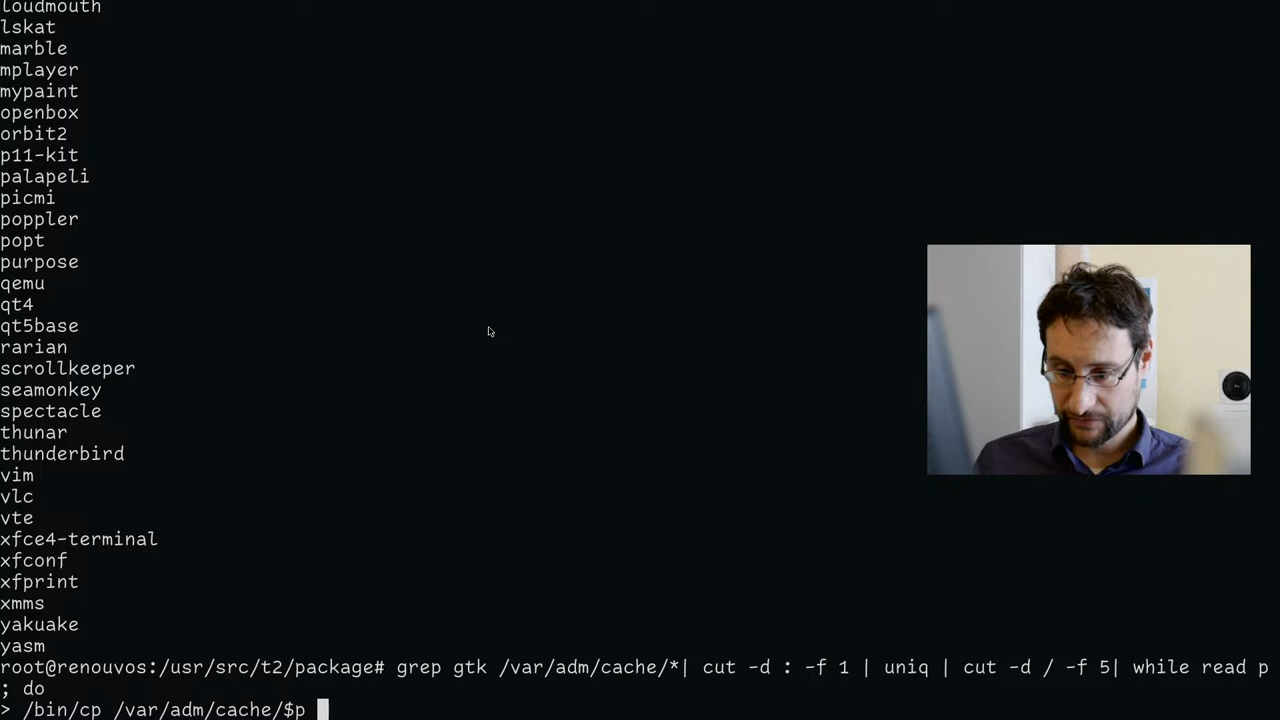 loudmouth
lskat
marble
mplayer
mypaint
openbox
orbit2
p11-kit
palapeli
picmi
poppler
popt
purpose
qemu
qt4
qt5base
rarian
scrollkeeper
seamonkey
spectacle
thunar
thunderbird
vim
vlc
vte
xfce4-terminal
xfconf
xfprint
xmms
yakuake
yasm
root@renouvos:/usr/src/t2/package# grep gtk /var/adm/cache/*| cut -d : -f 1 | uniq | cut -d / -f 5| while read p
; do
> /bin/cp /var/adm/cache/$p